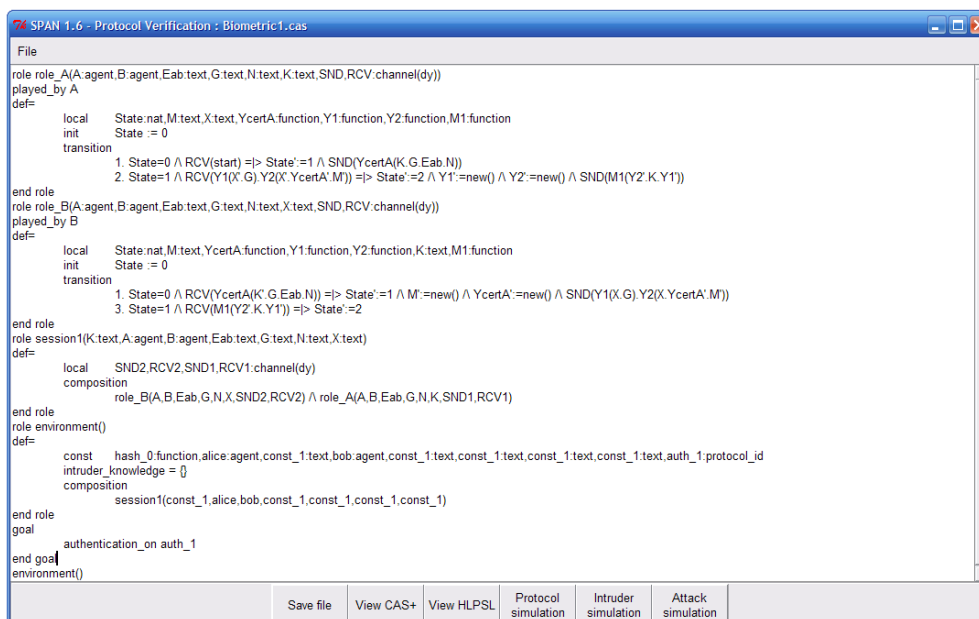 SPAN 1.6 - Protocol Verification : Biometric1.cas
File
role role_A(A:agent,B:agent,Eab:text,G:text,N:text,K:text,SND,RCV:channel(dy))
played_by A
def=
local State:nat,M:text,X:text,YcertA:function,Y1:function,Y2:function,M1:function
init State := 0
transition
1. State=0 /\ RCV(start) =|> State':=1 /\ SND(YcertA(K.G.Eab.N))
2. State=1 /\ RCV(Y1(X'.G).Y2(X'.YcertA'.M')) =|> State':=2 /\ Y1':=new() /\ Y2':=new() /\ SND(M1(Y2'.K.Y1'))
end role
role role_B(A:agent,B:agent,Eab:text,G:text,N:text,X:text,SND,RCV:channel(dy))
played_by B
def=
local State:nat,M:text,YcertA:function,Y1:function,Y2:function,K:text,M1:function
init State := 0
transition
1. State=0 /\ RCV(YcertA(K'.G.Eab.N)) =|> State':=1 /\ M':=new() /\ YcertA':=new() /\ SND(Y1(X.G).Y2(X.YcertA'.M'))
3. State=1 /\ RCV(M1(Y2'.K.Y1')) =|> State':=2
end role
role session1(K:text,A:agent,B:agent,Eab:text,G:text,N:text,X:text)
def=
local SND2,RCV2,SND1,RCV1:channel(dy)
composition
role_B(A,B,Eab,G,N,X,SND2,RCV2) /\ role_A(A,B,Eab,G,N,K,SND1,RCV1)
end role
role environment()
def=
const hash_0:function,alice:agent,const_1:text,bob:agent,const_1:text,const_1:text,const_1:text,const_1:text,auth_1:protocol_id
intruder_knowledge = {}
composition
session1(const_1,alice,bob,const_1,const_1,const_1,const_1)
end role
goal
authentication_on auth_1
end goal
environment()
Save file View CAS+ View HLPSL Protocol simulation Intruder simulation Attack simulation